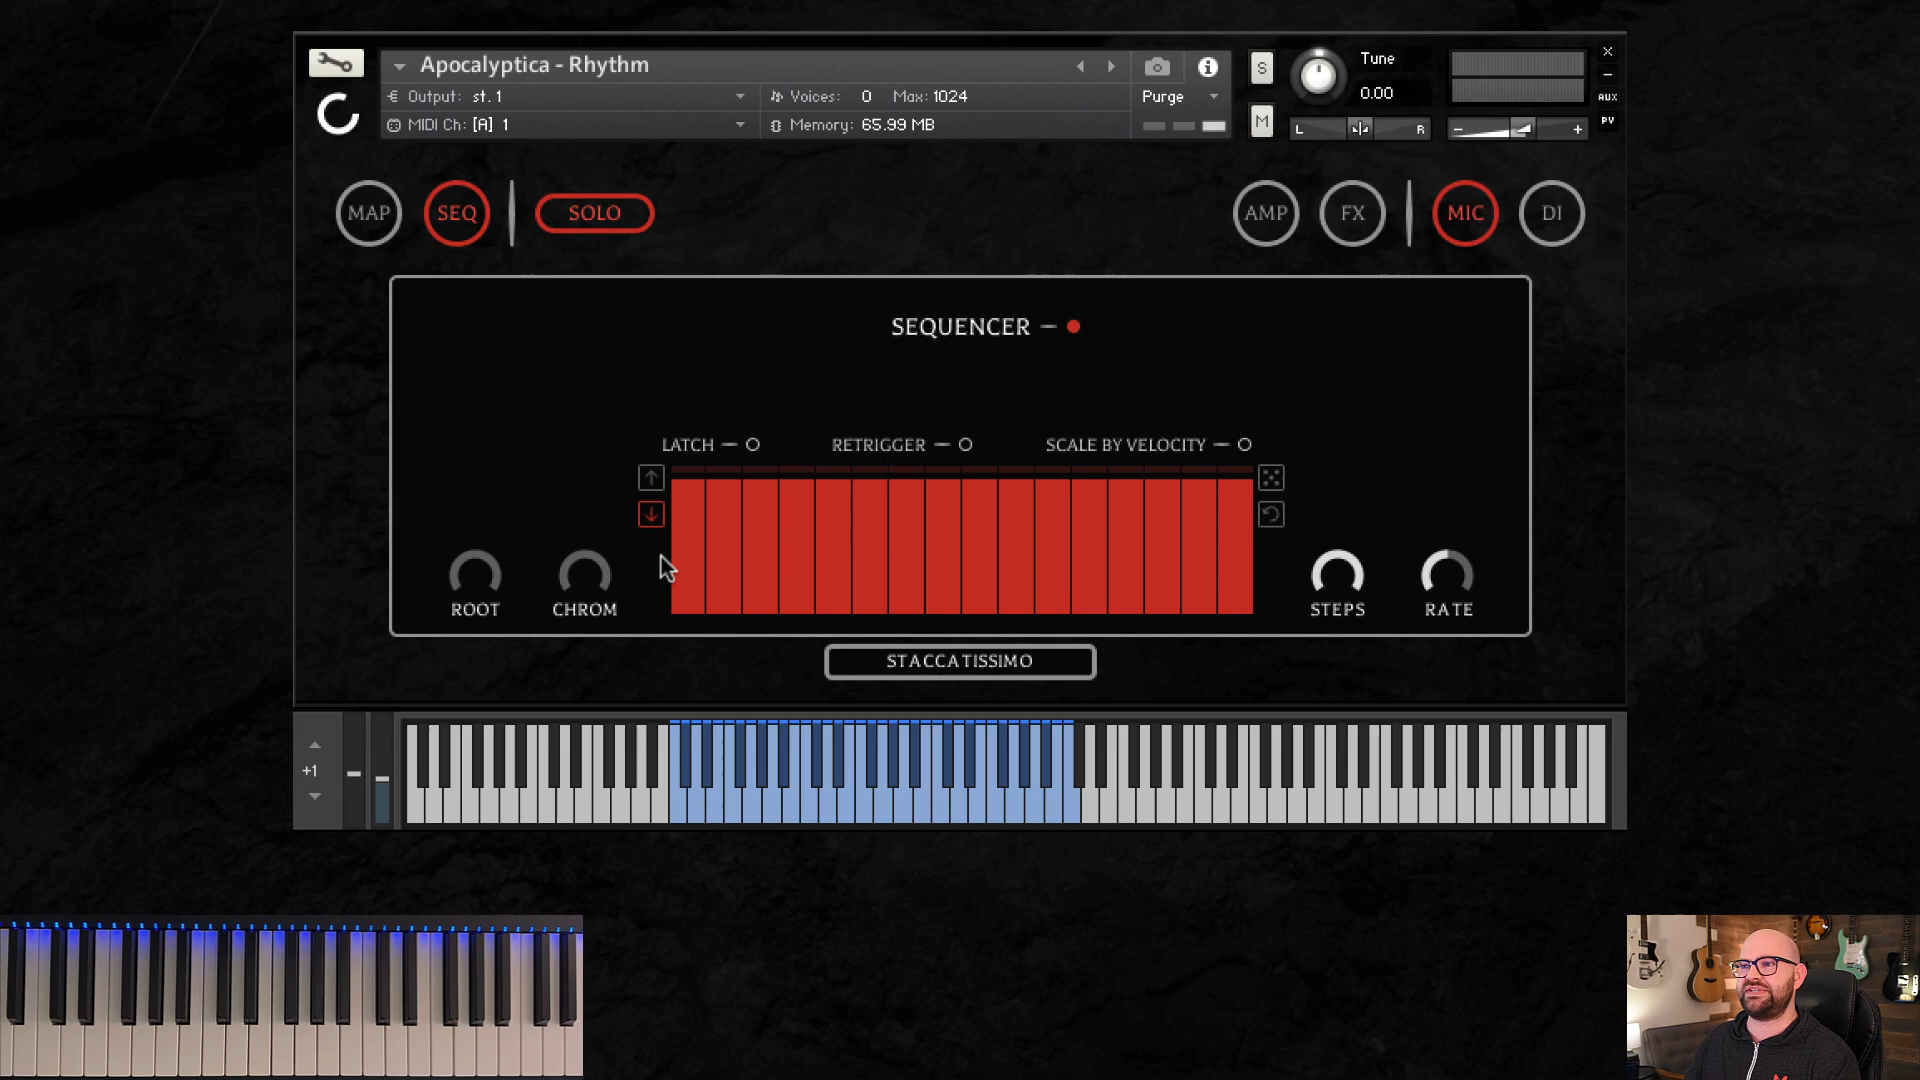 Apocalyptica - Rhythm
Output: st. 1
Voices: 0 Max: 1024
Purge
MIDI Ch: [A] 1
Memory: 65.99 MB
S
M
Tune
0.00
L R
- +
×
AUX
PV
MAP
SEQ
SOLO
AMP
FX
MIC
DI
SEQUENCER
LATCH
RETRIGGER
SCALE BY VELOCITY
ROOT
CHROM
STEPS
RATE
STACCATISSIMO
+1